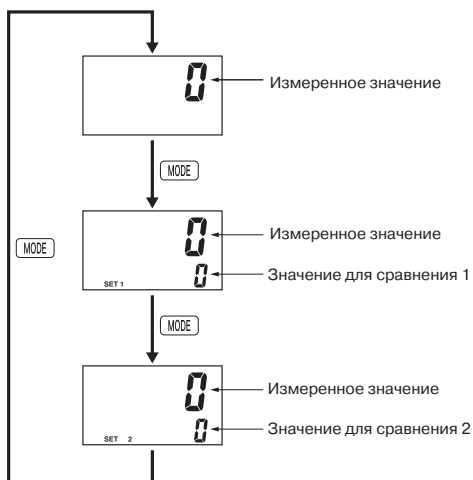 0
Измеренное значение
MODE
0
Измеренное значение
MODE
SET 1
0
Значение для сравнения 1
MODE
0
Измеренное значение
SET 2
0
Значение для сравнения 2